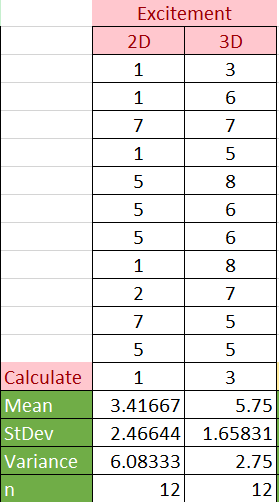 Excitement
2D 3D
1 3
1 6
7 7
1 5
5 8
5 6
5 6
1 8
2 7
7 5
5 5
Calculate 1 3
Mean 3.41667 5.75
StDev 2.46644 1.65831
Variance 6.08333 2.75
n 12 12